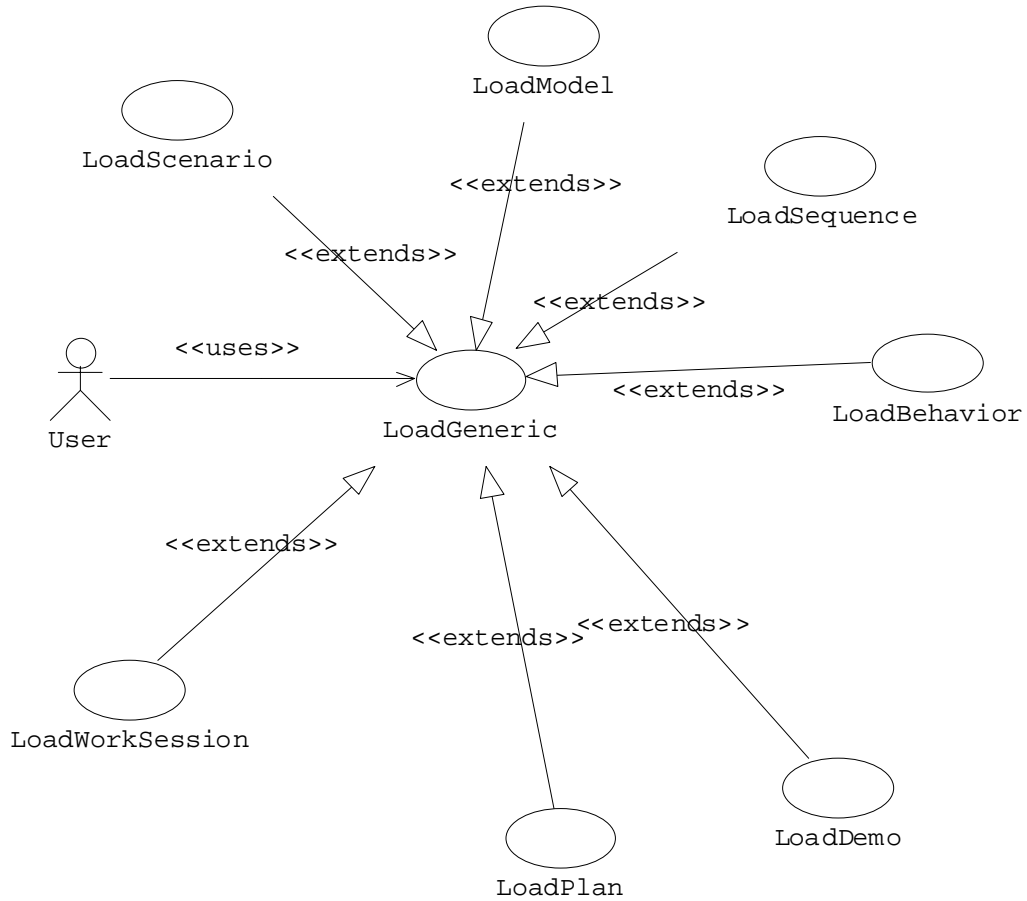 LoadModel
LoadScenario
<<extends>>
LoadSequence
<<extends>>
<<extends>>
<<uses>>
<<extends>>
LoadBehavior
LoadGeneric
User
<<extends>>
<<extends>>
<<extends>>
LoadWorkSession
LoadDemo
LoadPlan